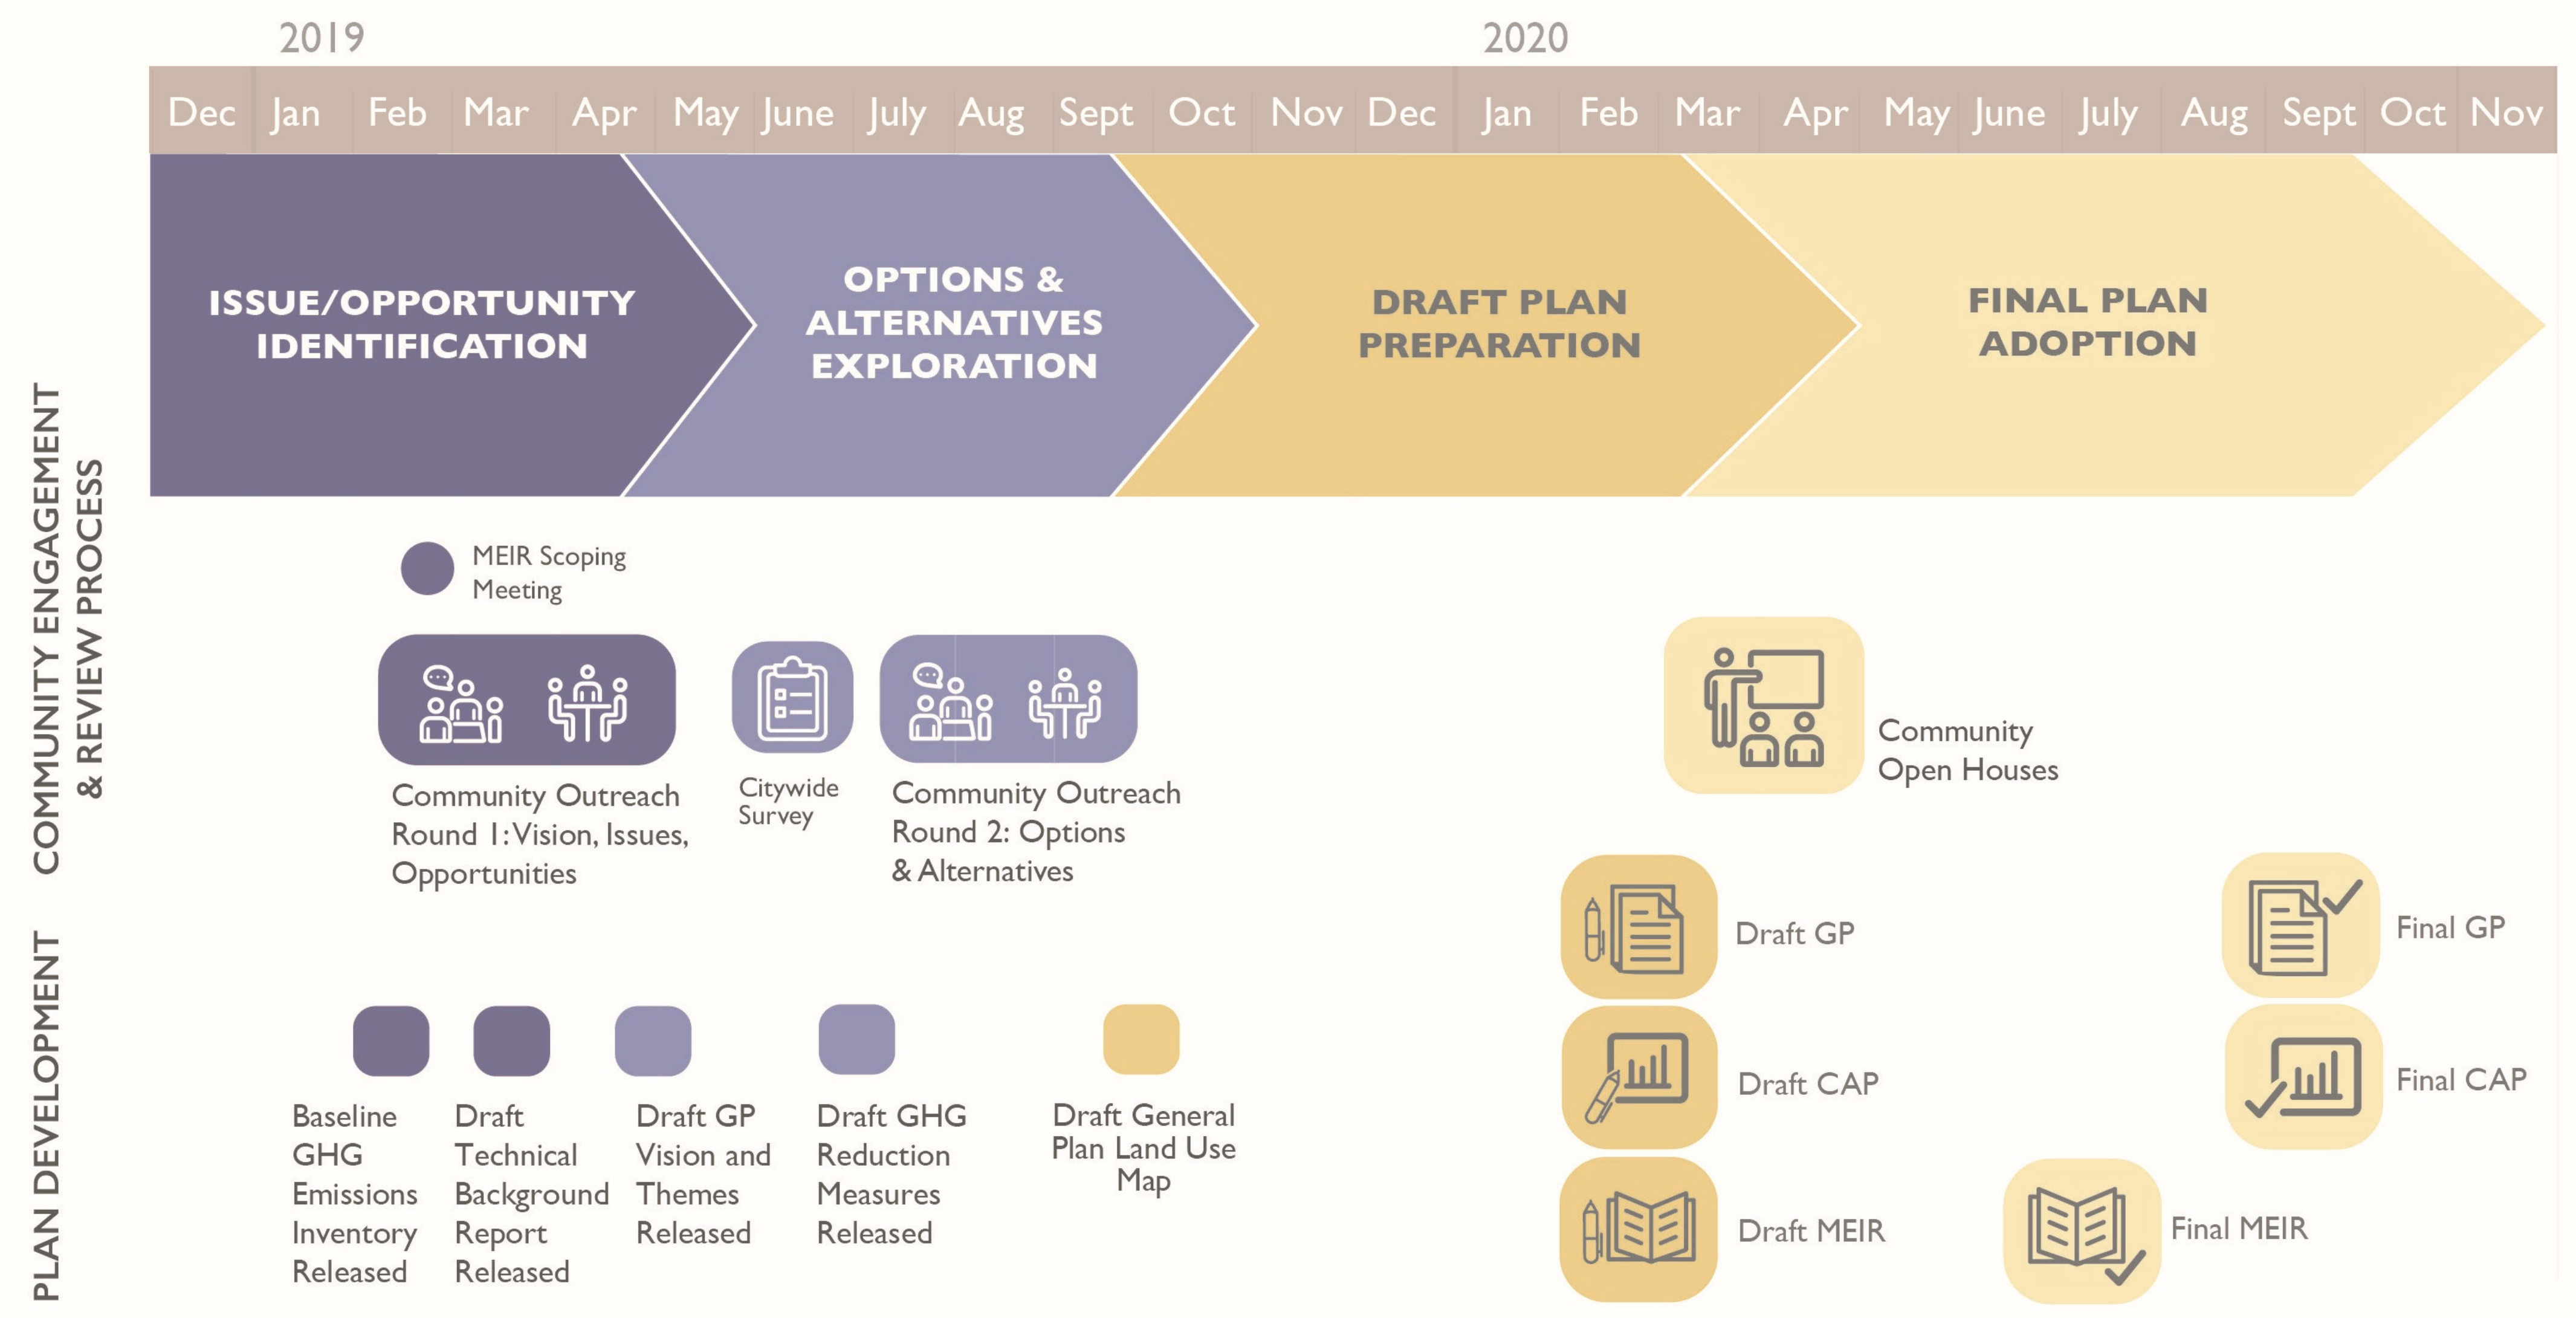 2019
2020
Dec Jan Feb Mar Apr May June July Aug Sept Oct Nov Dec Jan Feb Mar Apr May June July Aug Sept Oct Nov
ISSUE/OPPORTUNITY
IDENTIFICATION
OPTIONS &
ALTERNATIVES
EXPLORATION
DRAFT PLAN
PREPARATION
FINAL PLAN
ADOPTION
COMMUNITY ENGAGEMENT
& REVIEW PROCESS
MEIR Scoping
Meeting
Community Outreach
Round 1: Vision, Issues,
Opportunities
Citywide
Survey
Community Outreach
Round 2: Options
& Alternatives
Community
Open Houses
PLAN DEVELOPMENT
Baseline
GHG
Emissions
Inventory
Released
Draft
Technical
Background
Report
Released
Draft GP
Vision and
Themes
Released
Draft GHG
Reduction
Measures
Released
Draft General
Plan Land Use
Map
Draft GP
Draft CAP
Draft MEIR
Final GP
Final CAP
Final MEIR